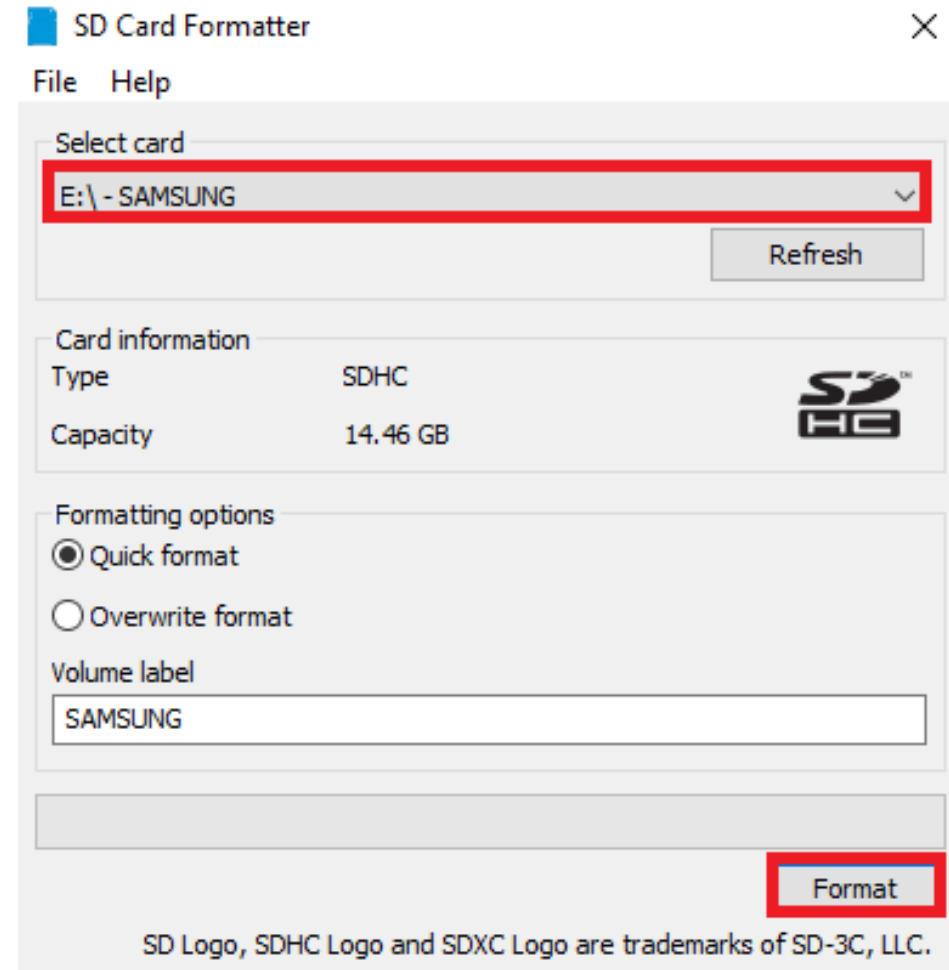 SD Card Formatter
File Help
Select card
E:\ - SAMSUNG
Refresh
Card information
Type SDHC
Capacity 14.46 GB
SD™
HC
Formatting options
Quick format
Overwrite format
Volume label
SAMSUNG
Format
SD Logo, SDHC Logo and SDXC Logo are trademarks of SD-3C, LLC.